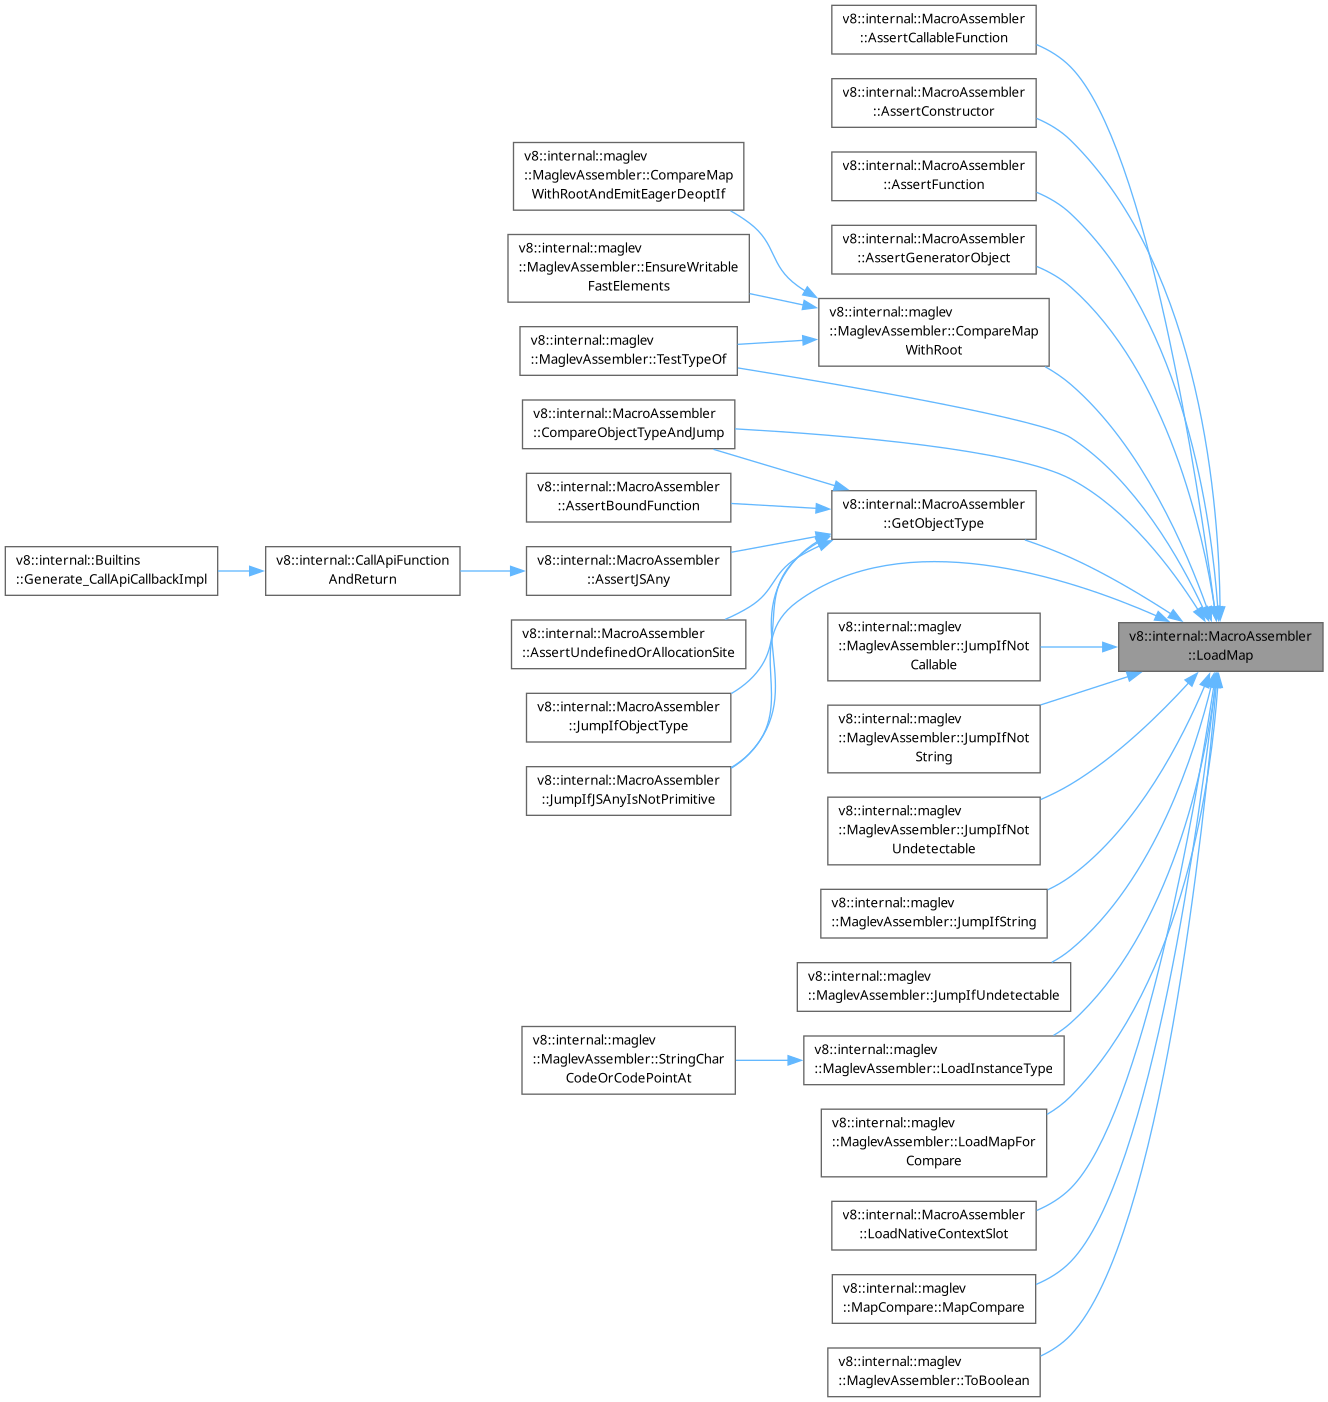 v8::internal::MacroAssembler
::AssertCallableFunction
v8::internal::MacroAssembler
::AssertConstructor
v8::internal::maglev
::MaglevAssembler::CompareMap
WithRootAndEmitEagerDeoptIf
v8::internal::MacroAssembler
::AssertFunction
v8::internal::maglev
::MaglevAssembler::EnsureWritable
FastElements
v8::internal::MacroAssembler
::AssertGeneratorObject
v8::internal::maglev
::MaglevAssembler::TestTypeOf
v8::internal::maglev
::MaglevAssembler::CompareMap
WithRoot
v8::internal::MacroAssembler
::CompareObjectTypeAndJump
v8::internal::MacroAssembler
::AssertBoundFunction
v8::internal::MacroAssembler
::GetObjectType
v8::internal::Builtins
::Generate_CallApiCallbackImpl
v8::internal::CallApiFunction
AndReturn
v8::internal::MacroAssembler
::AssertJSAny
v8::internal::MacroAssembler
::AssertUndefinedOrAllocationSite
v8::internal::maglev
::MaglevAssembler::JumpIfNot
Callable
v8::internal::MacroAssembler
::LoadMap
v8::internal::MacroAssembler
::JumpIfObjectType
v8::internal::maglev
::MaglevAssembler::JumpIfNot
String
v8::internal::MacroAssembler
::JumpIfJSAnyIsNotPrimitive
v8::internal::maglev
::MaglevAssembler::JumpIfNot
Undetectable
v8::internal::maglev
::MaglevAssembler::JumpIfString
v8::internal::maglev
::MaglevAssembler::JumpIfUndetectable
v8::internal::maglev
::MaglevAssembler::StringChar
CodeOrCodePointAt
v8::internal::maglev
::MaglevAssembler::LoadInstanceType
v8::internal::maglev
::MaglevAssembler::LoadMapFor
Compare
v8::internal::MacroAssembler
::LoadNativeContextSlot
v8::internal::maglev
::MapCompare::MapCompare
v8::internal::maglev
::MaglevAssembler::ToBoolean